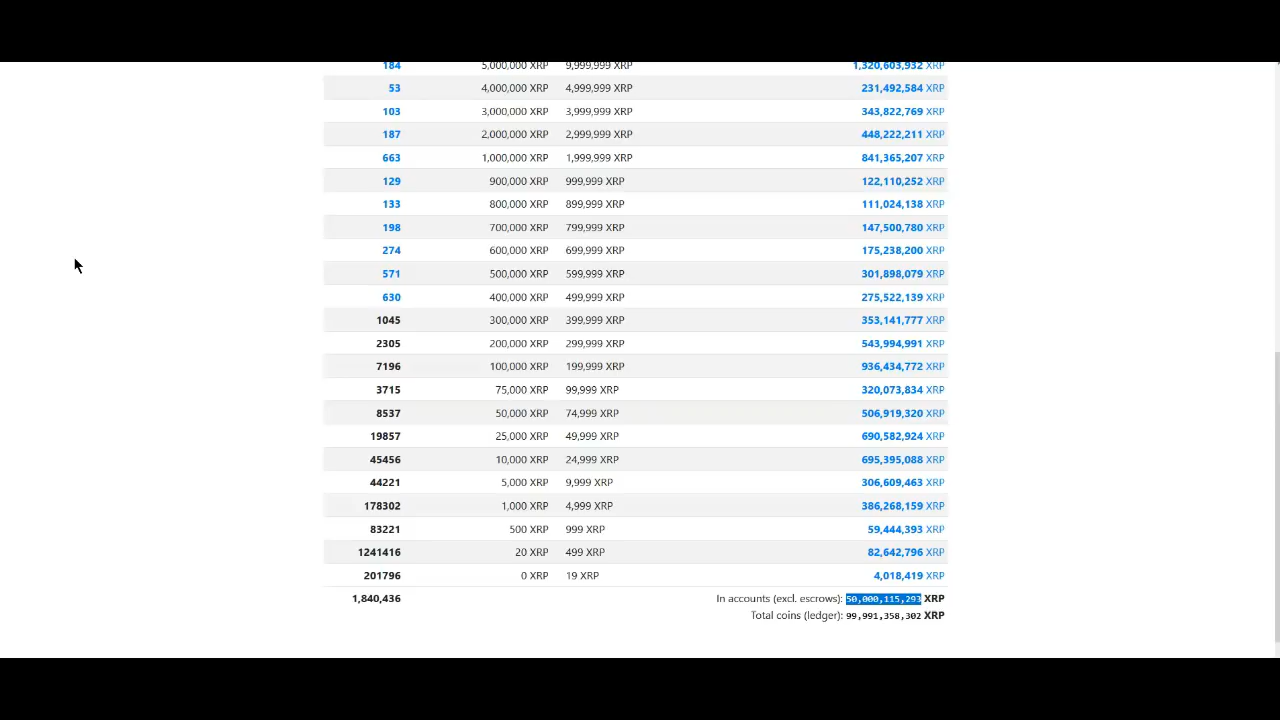 184 5,000,000 XRP 9,999,999 XRP 1,320,603,932 XRP
53 4,000,000 XRP 4,999,999 XRP 231,492,584 XRP
103 3,000,000 XRP 3,999,999 XRP 343,822,769 XRP
187 2,000,000 XRP 2,999,999 XRP 448,222,211 XRP
663 1,000,000 XRP 1,999,999 XRP 841,365,207 XRP
129 900,000 XRP 999,999 XRP 122,110,252 XRP
133 800,000 XRP 899,999 XRP 111,024,138 XRP
198 700,000 XRP 799,999 XRP 147,500,780 XRP
274 600,000 XRP 699,999 XRP 175,238,200 XRP
571 500,000 XRP 599,999 XRP 301,898,079 XRP
630 400,000 XRP 499,999 XRP 275,522,139 XRP
1045 300,000 XRP 399,999 XRP 353,141,777 XRP
2305 200,000 XRP 299,999 XRP 543,994,991 XRP
7196 100,000 XRP 199,999 XRP 936,434,772 XRP
3715 75,000 XRP 99,999 XRP 320,073,834 XRP
8537 50,000 XRP 74,999 XRP 506,919,320 XRP
19857 25,000 XRP 49,999 XRP 690,582,924 XRP
45456 10,000 XRP 24,999 XRP 695,395,088 XRP
44221 5,000 XRP 9,999 XRP 306,609,463 XRP
178302 1,000 XRP 4,999 XRP 386,268,159 XRP
83221 500 XRP 999 XRP 59,444,393 XRP
1241416 20 XRP 499 XRP 82,642,796 XRP
201796 0 XRP 19 XRP 4,018,419 XRP
1,840,436 In accounts (excl. escrows): 50,000,115,293 XRP
Total coins (ledger): 99,991,358,302 XRP